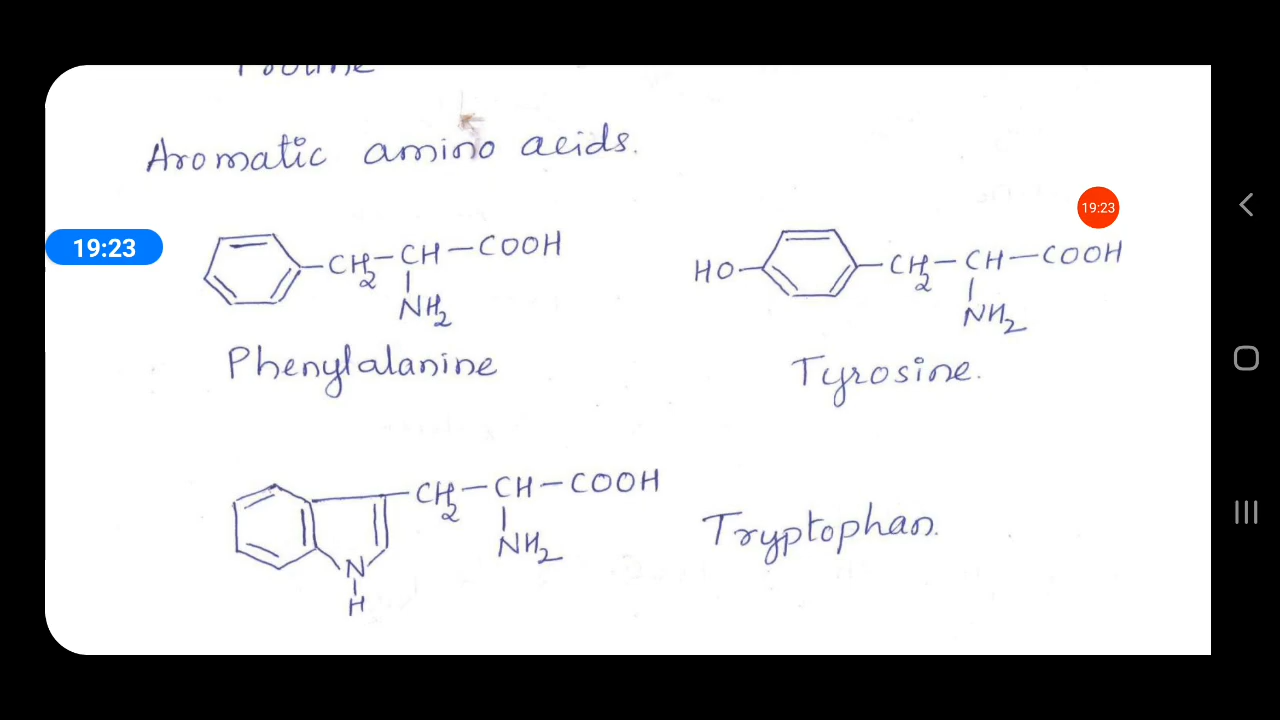 Proline
Aromatic amino acids.
19:23
19:23
CH2-CH-COOH
NH2
Phenylalanine
HO- -CH2-CH-COOH
NH2
Tyrosine.
CH2-CH-COOH
NH2
N
H
Tryptophan.